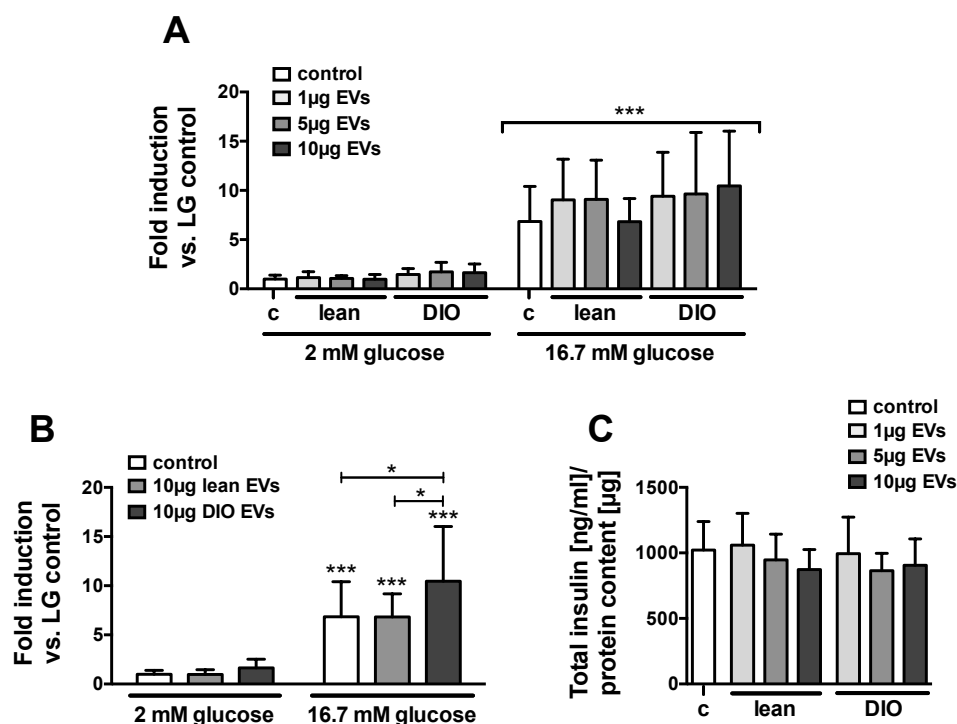 A
control
1µg EVs
5µg EVs
10µg EVs
Fold induction
vs. LG control
20
15
10
5
0
***
c lean DIO c lean DIO
2 mM glucose 16.7 mM glucose
B
control
10µg lean EVs
10µg DIO EVs
Fold induction
vs. LG control
20
15
10
5
0
*
*
***
*** ***
2 mM glucose 16.7 mM glucose
C
control
1µg EVs
5µg EVs
10µg EVs
Total insulin [ng/ml]/
protein content [µg]
1500
1000
500
0
c lean DIO